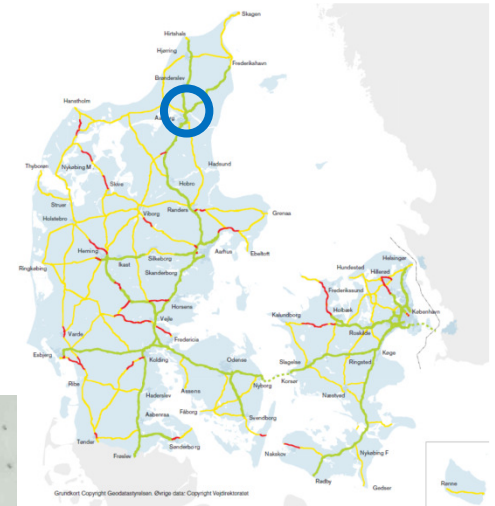 Skagen
Hirtshals
Hjørring
Frederikshavn
Brønderslev
Hanstholm
Thyborøn
Nykøbing M
Hadsund
Skive
Hobro
Struer
Holstebro
Viborg
Randers
Grenaa
Herning
Ringkøbing
Ikast
Silkeborg
Aarhus
Ebeltoft
Skanderborg
Helsingør
Hundested
Hillerød
Frederikssund
Horsens
Kalundborg
Holbæk
København
Vejle
Varde
Fredericia
Roskilde
Esbjerg
Kolding
Odense
Slagelse
Ringsted
Køge
Nyborg
Korsør
Ribe
Haderslev
Assens
Næstved
Aabenraa
Fåborg
Svendborg
Tønder
Sønderborg
Nakskov
Nykøbing F
Frøslev
Rødby
Gedser
Rønne
Grundkort Copyright Geodatastyrelsen. Øvrige data: Copyright Vejdirektoratet